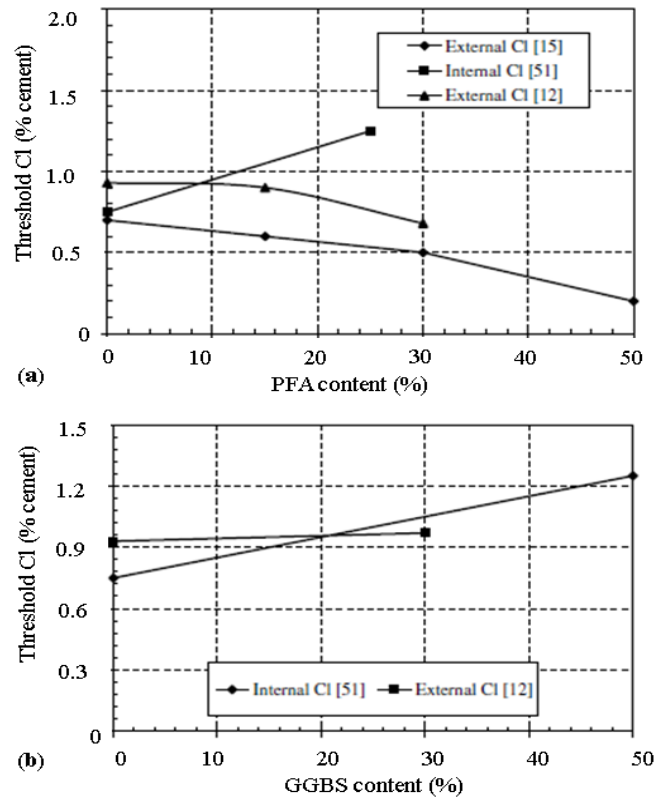 2.0
External Cl [15]
Internal Cl [51]
External Cl [12]
1.5
1.0
0.5
0
Threshold Cl (% cement)
0 10 20 30 40 50
(a)
PFA content (%)
1.5
1.2
0.9
0.6
0.3
0
Threshold Cl (% cement)
Internal Cl [51] External Cl [12]
0 10 20 30 40 50
(b)
GGBS content (%)